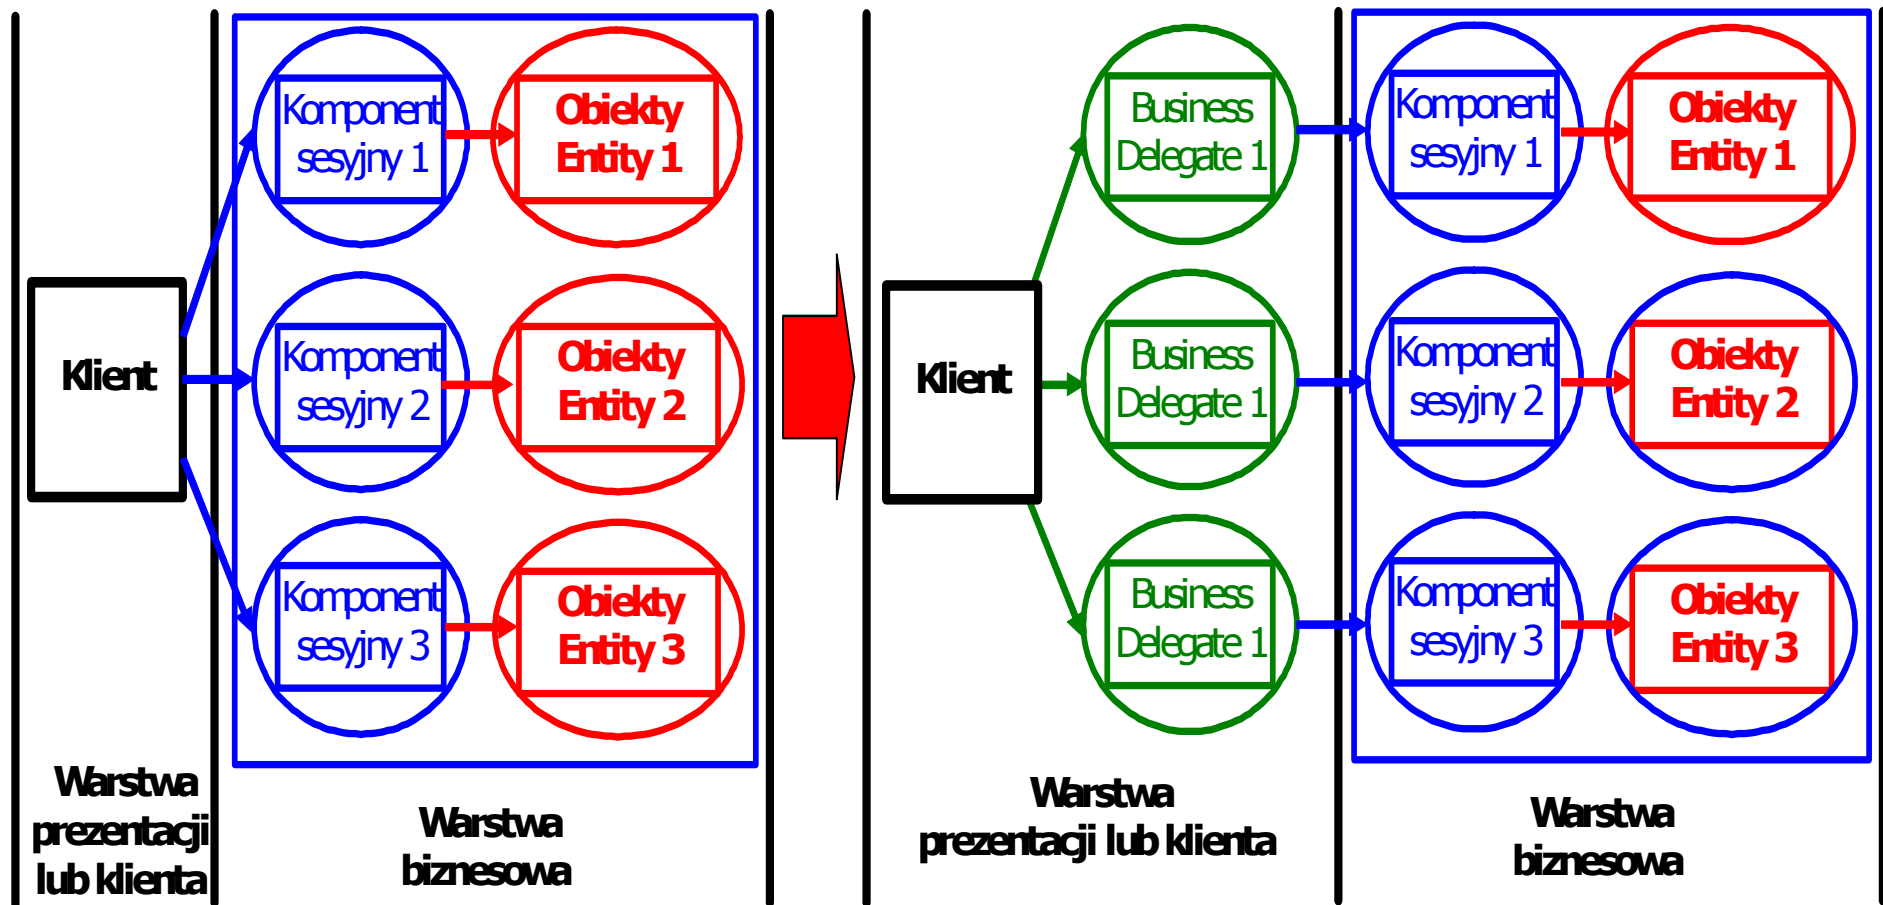 Komponent
sesyjny 1
Obiekty
Entity 1
Komponent
sesyjny 2
Obiekty
Entity 2
Komponent
sesyjny 3
Obiekty
Entity 3
Klient
Warstwa
prezentacji
lub klienta
Warstwa
biznesowa
Klient
Business
Delegate 1
Komponent
sesyjny 1
Obiekty
Entity 1
Business
Delegate 1
Komponent
sesyjny 2
Obiekty
Entity 2
Business
Delegate 1
Komponent
sesyjny 3
Obiekty
Entity 3
Warstwa
prezentacji lub klienta
Warstwa
biznesowa